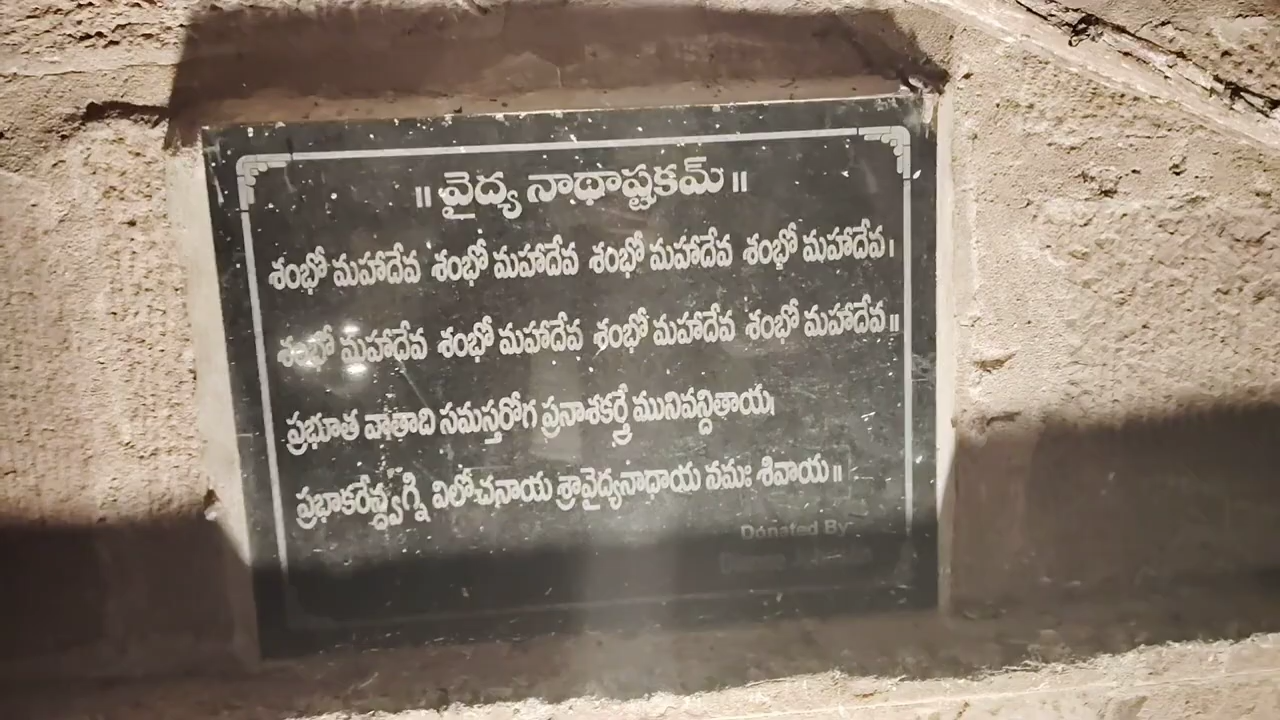 ॥ వైద్య నాథాష్టకమ్ ॥
శంభో మహాదేవ శంభో మహాదేవ శంభో మహాదేవ శంభో మహాదేవ।
శంభో మహాదేవ శంభో మహాదేవ శంభో మహాదేవ శంభో మహాదేవ॥
ప్రభూత వాతాది సమస్తరోగ ప్రనాశకర్త్రే మునివన్దితాయ।
ప్రభాకరేన్ద్వగ్ని విలోచనాయ శ్రావైద్యనాధాయ నమః శివాయ॥
Donated By